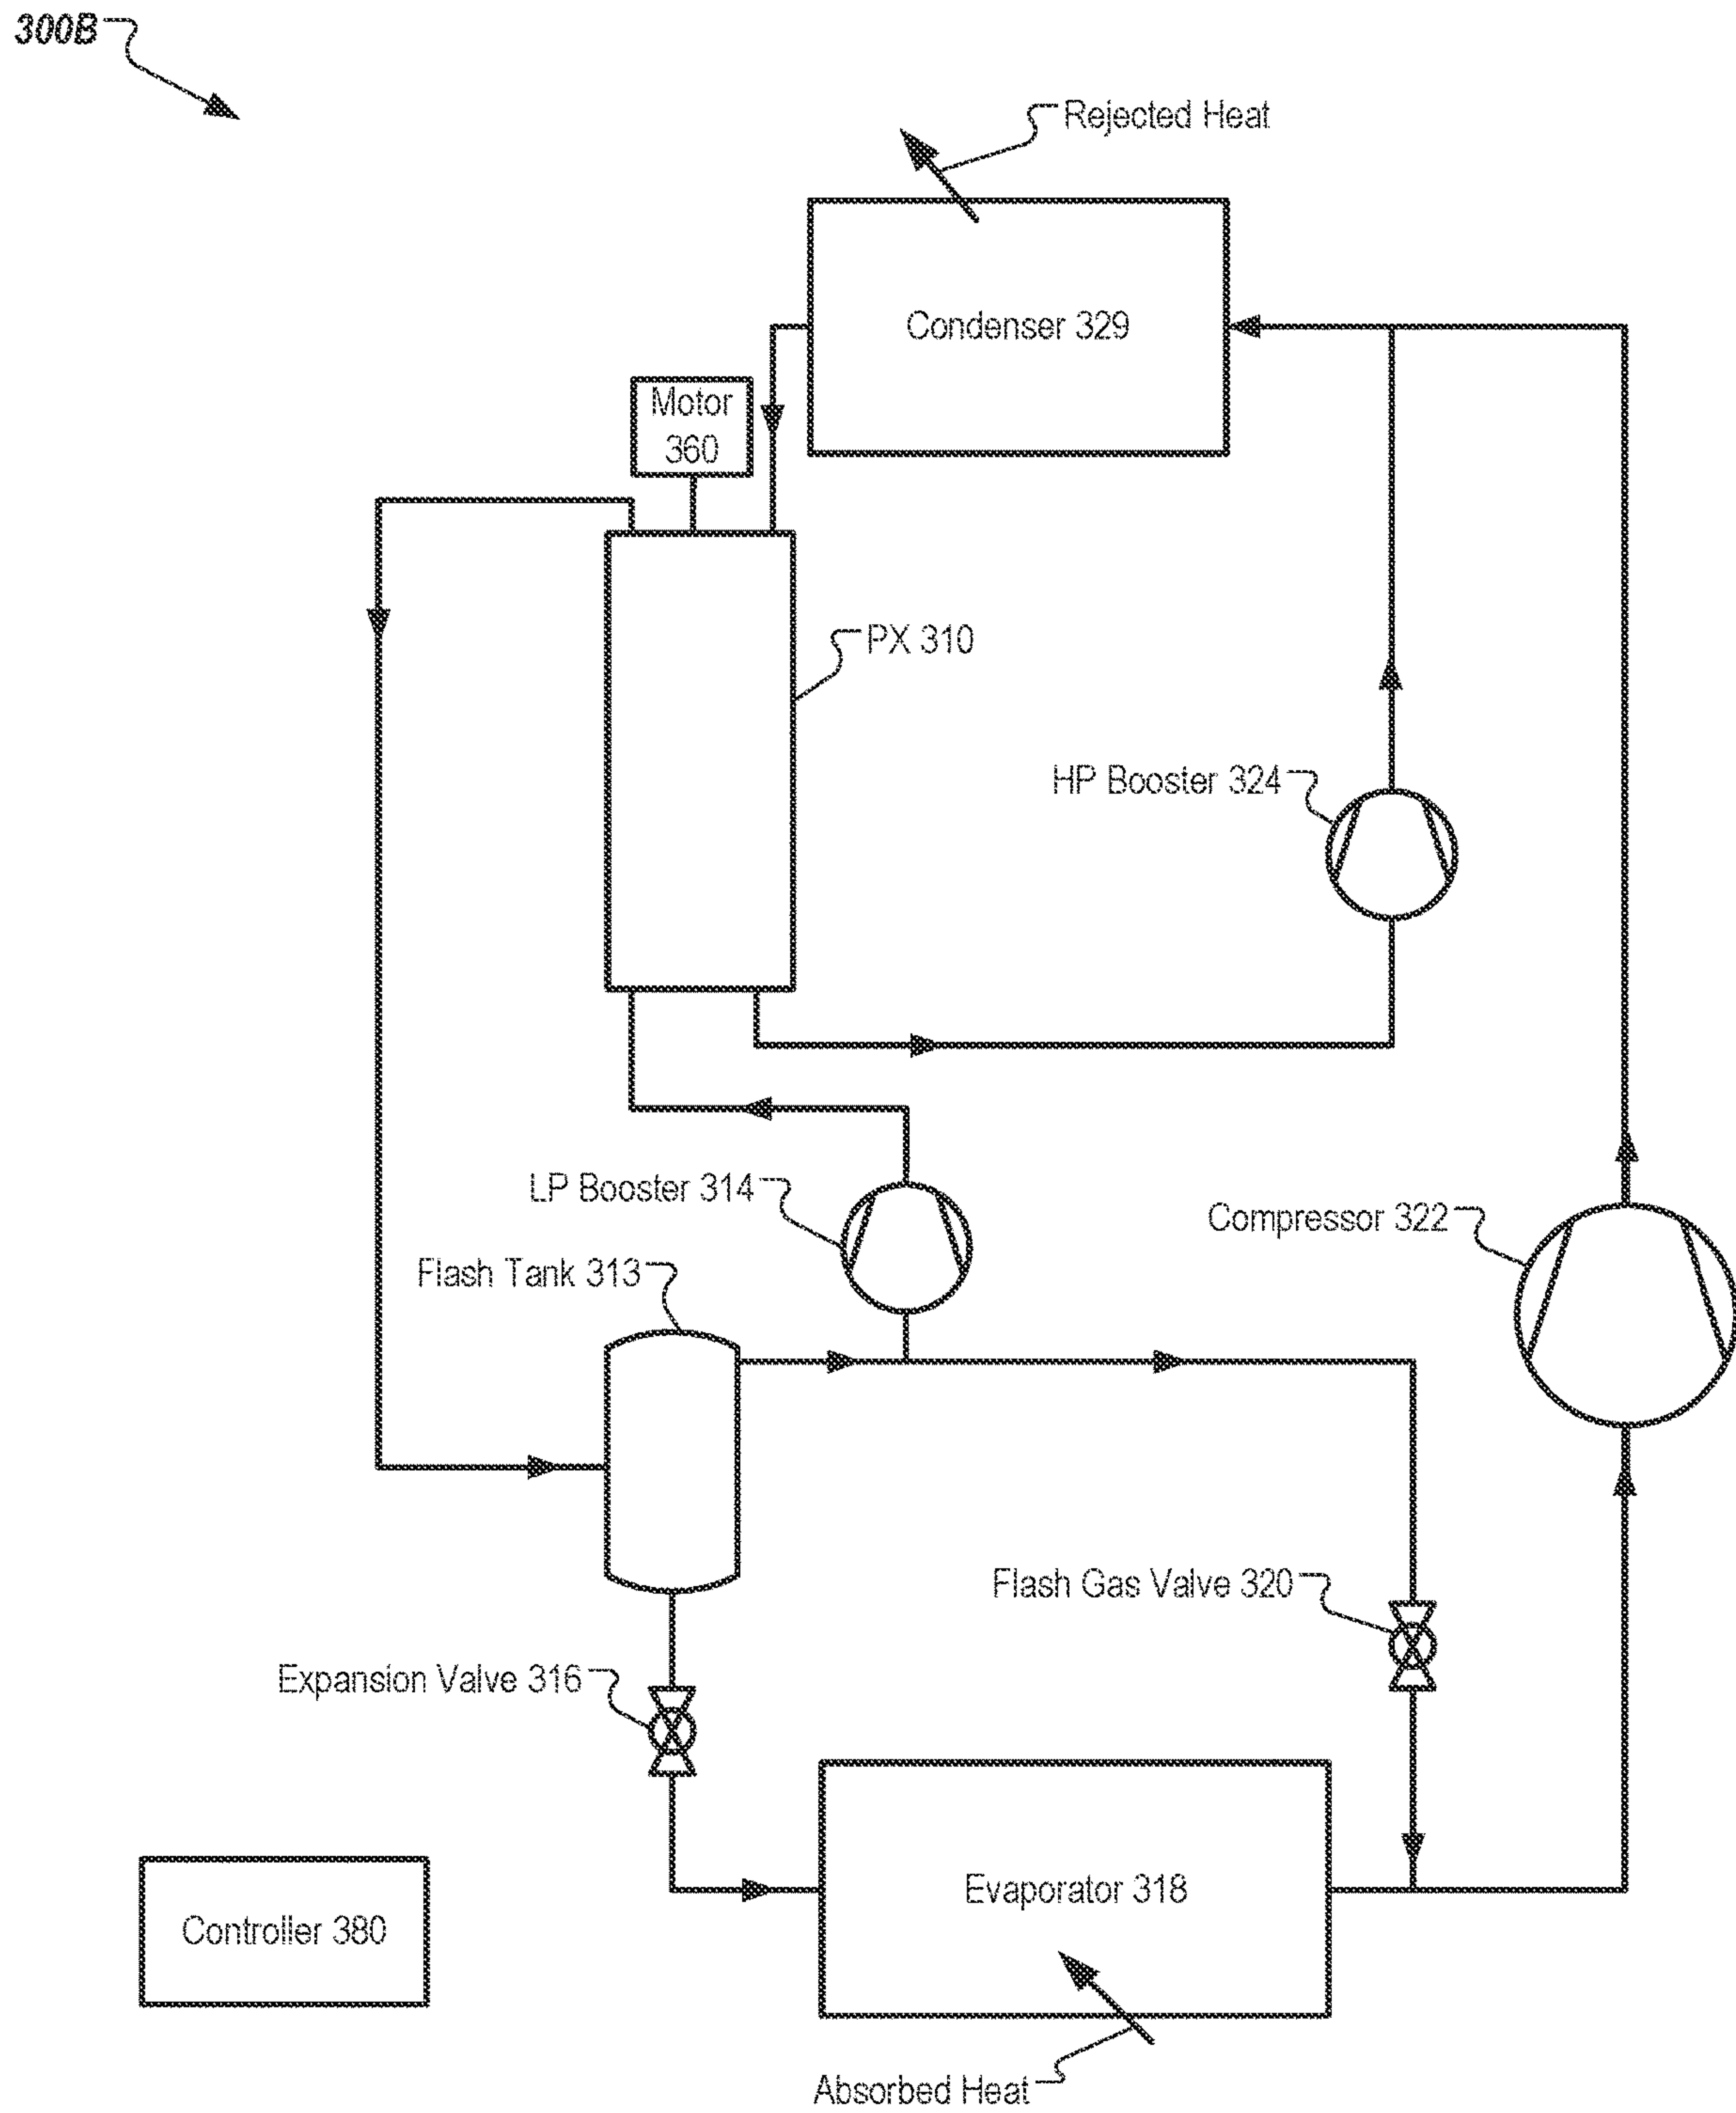 300B
Rejected Heat
Condenser 329
Motor
360
PX 310
HP Booster 324
LP Booster 314
Compressor 322
Flash Tank 313
Flash Gas Valve 320
Expansion Valve 316
Evaporator 318
Controller 380
Absorbed Heat